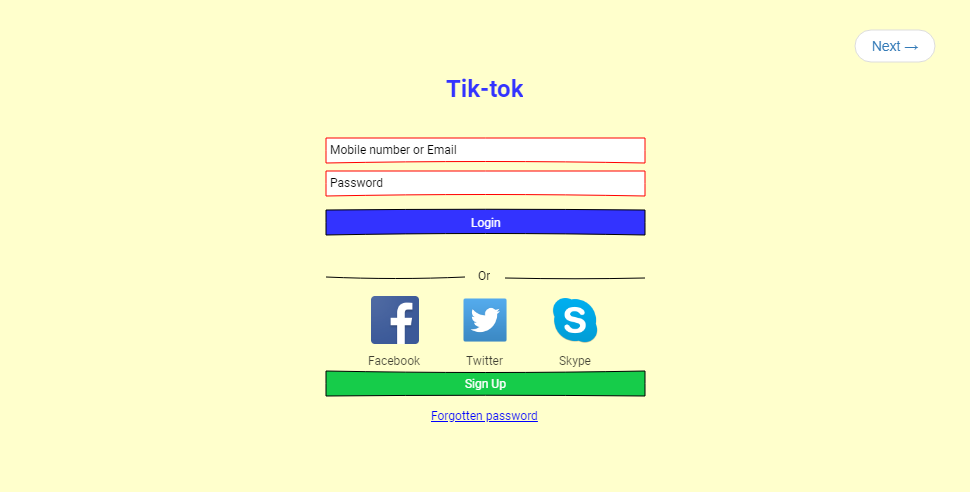 Next →
Tik-tok
Mobile number or Email
Password
Login
Or
Facebook Twitter Skype
Sign Up
Forgotten password